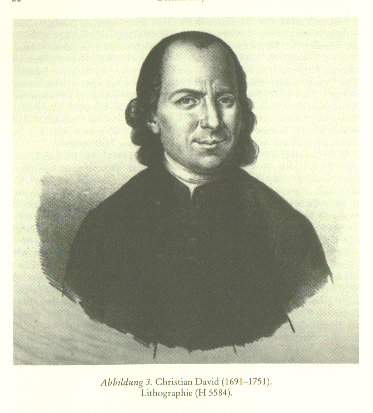 Abbildung 3. Christian David (1691–1751).
Lithographie (H 5584).